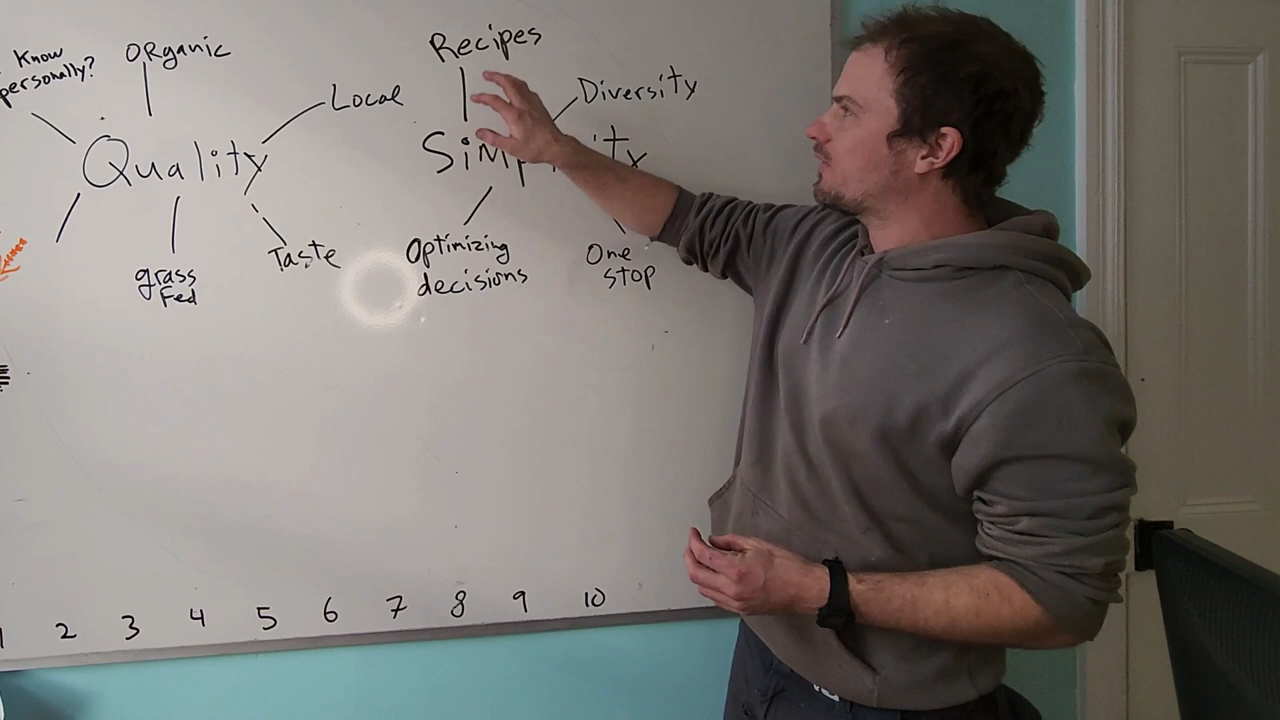 Know
personally?
Organic
Local
Quality
grass
Fed
Taste
Recipes
Diversity
Optimizing
decisions
One
stop
1 2 3 4 5 6 7 8 9 10